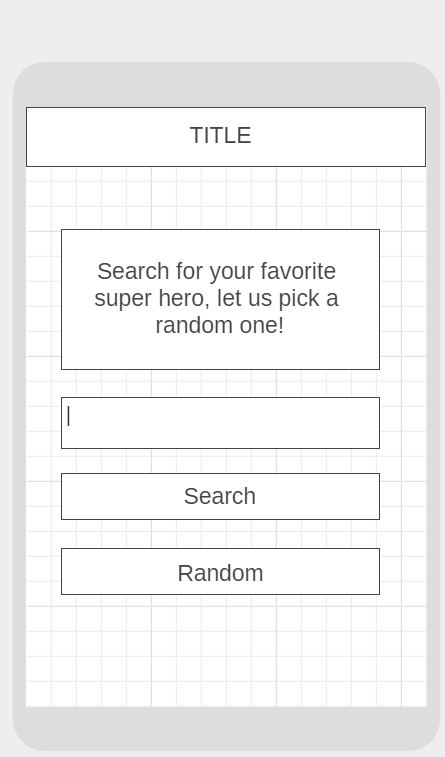 TITLE
Search for your favorite
super hero, let us pick a
random one!
Search
Random